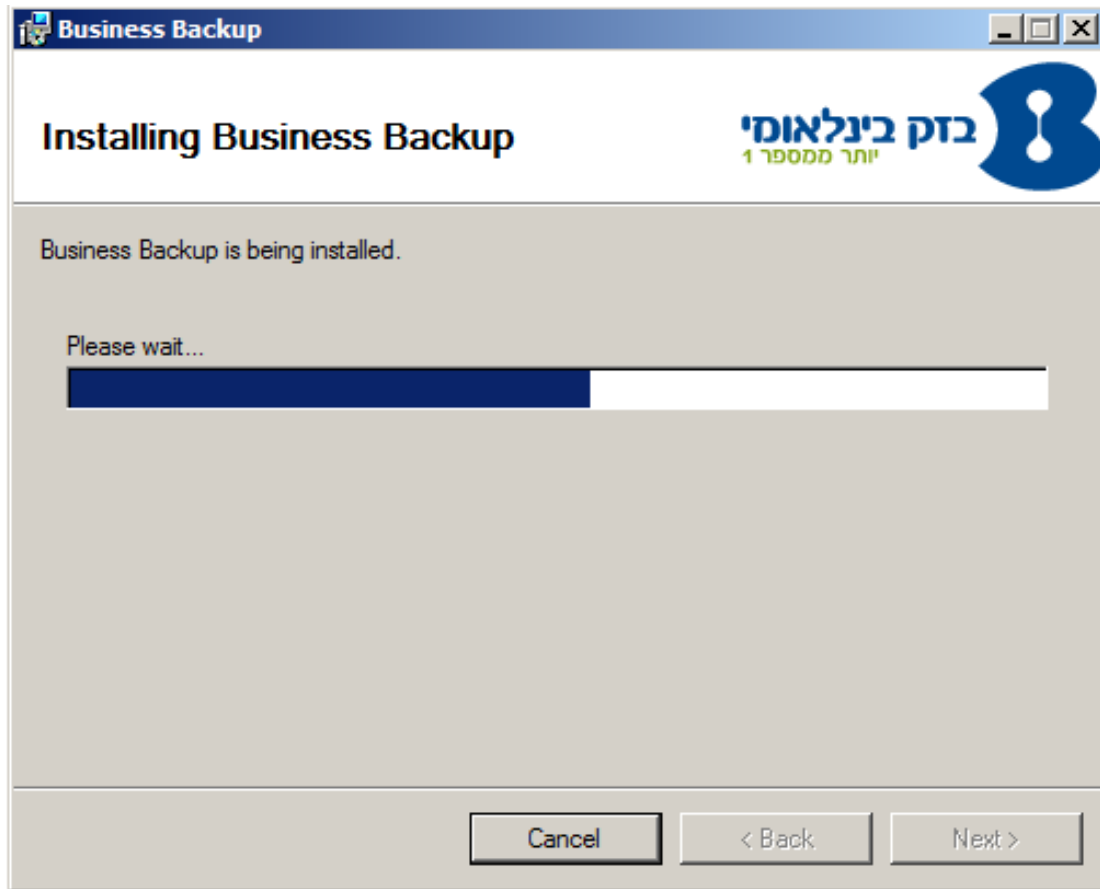 Business Backup
Installing Business Backup
בזק בינלאומי
יותר ממספר 1
Business Backup is being installed.
Please wait...
Cancel
< Back
Next >